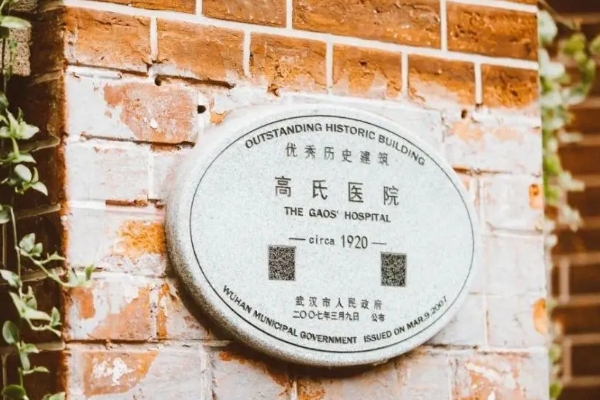 OUTSTANDING HISTORIC BUILDING
优秀历史建筑
高氏医院
THE GAOS' HOSPITAL
circa 1920
武汉市人民政府
二〇〇七年三月九日 公布
WUHAN MUNICIPAL GOVERNMENT ISSUED ON MAR.9.2007